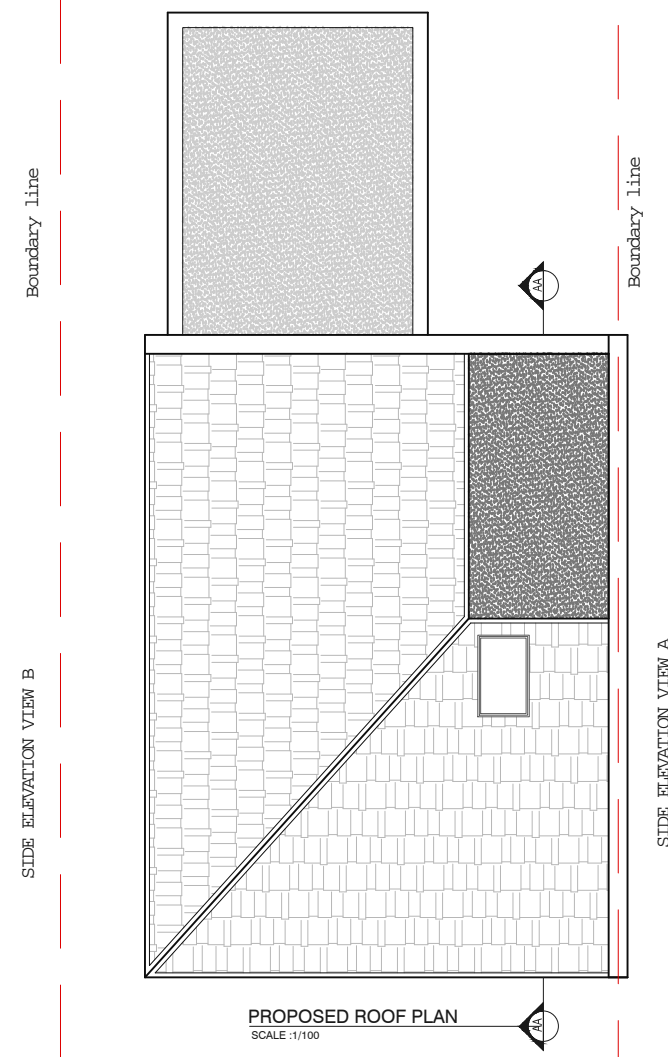 Boundary line
Boundary line
AA
SIDE ELEVATION VIEW B
SIDE ELEVATION VIEW A
PROPOSED ROOF PLAN
SCALE :1/100
AA